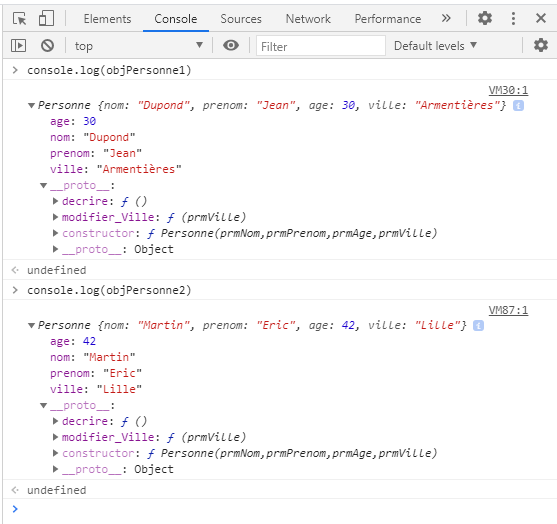 Elements Console Sources Network Performance »
top Filter Default levels
> console.log(objPersonne1)
VM30:1
Personne {nom: "Dupond", prenom: "Jean", age: 30, ville: "Armentières"} i
age: 30
nom: "Dupond"
prenom: "Jean"
ville: "Armentières"
__proto__:
decrire: ƒ ()
modifier_Ville: ƒ (prmVille)
constructor: ƒ Personne(prmNom,prmPrenom,prmAge,prmVille)
__proto__: Object
undefined
> console.log(objPersonne2)
VM87:1
Personne {nom: "Martin", prenom: "Eric", age: 42, ville: "Lille"} i
age: 42
nom: "Martin"
prenom: "Eric"
ville: "Lille"
__proto__:
decrire: ƒ ()
modifier_Ville: ƒ (prmVille)
constructor: ƒ Personne(prmNom,prmPrenom,prmAge,prmVille)
__proto__: Object
undefined
>